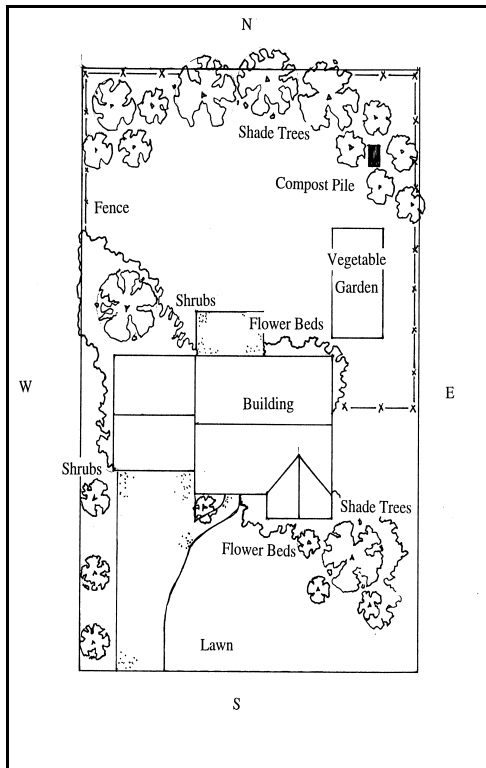 N
Shade Trees
Compost Pile
Fence
Vegetable
Garden
Shrubs
Flower Beds
W
E
Building
Shrubs
Shade Trees
Flower Beds
Lawn
S